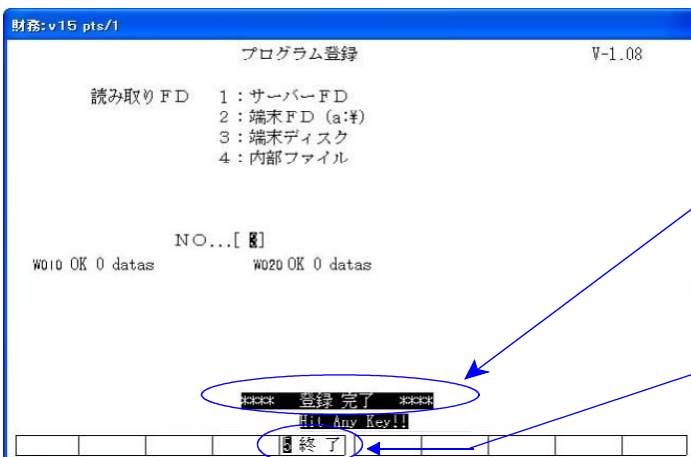 財務:v15 pts/1
プログラム登録 V-1.08
読み取りFD 1:サーバーFD
2:端末FD (a:¥)
3:端末ディスク
4:内部ファイル
NO...[ 3]
W010 OK 0 datas W020 OK 0 datas
**** 登録 完了 ****
Hit Any Key!!
5 終 了